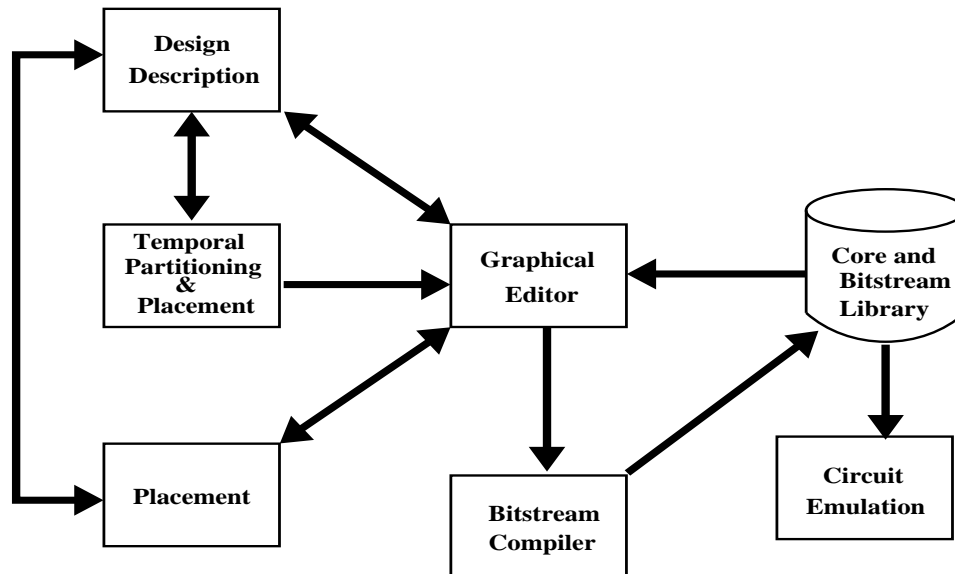 Design
Description
Temporal
Partitioning
&
Placement
Graphical
Editor
Core and
Bitstream
Library
Placement
Bitstream
Compiler
Circuit
Emulation